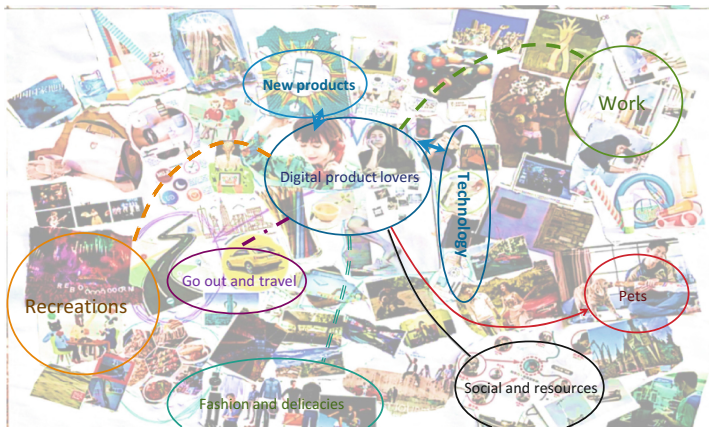 New products
Work
Digital product lovers
Technology
Go out and travel
Recreations
Pets
Social and resources
Fashion and delicacies